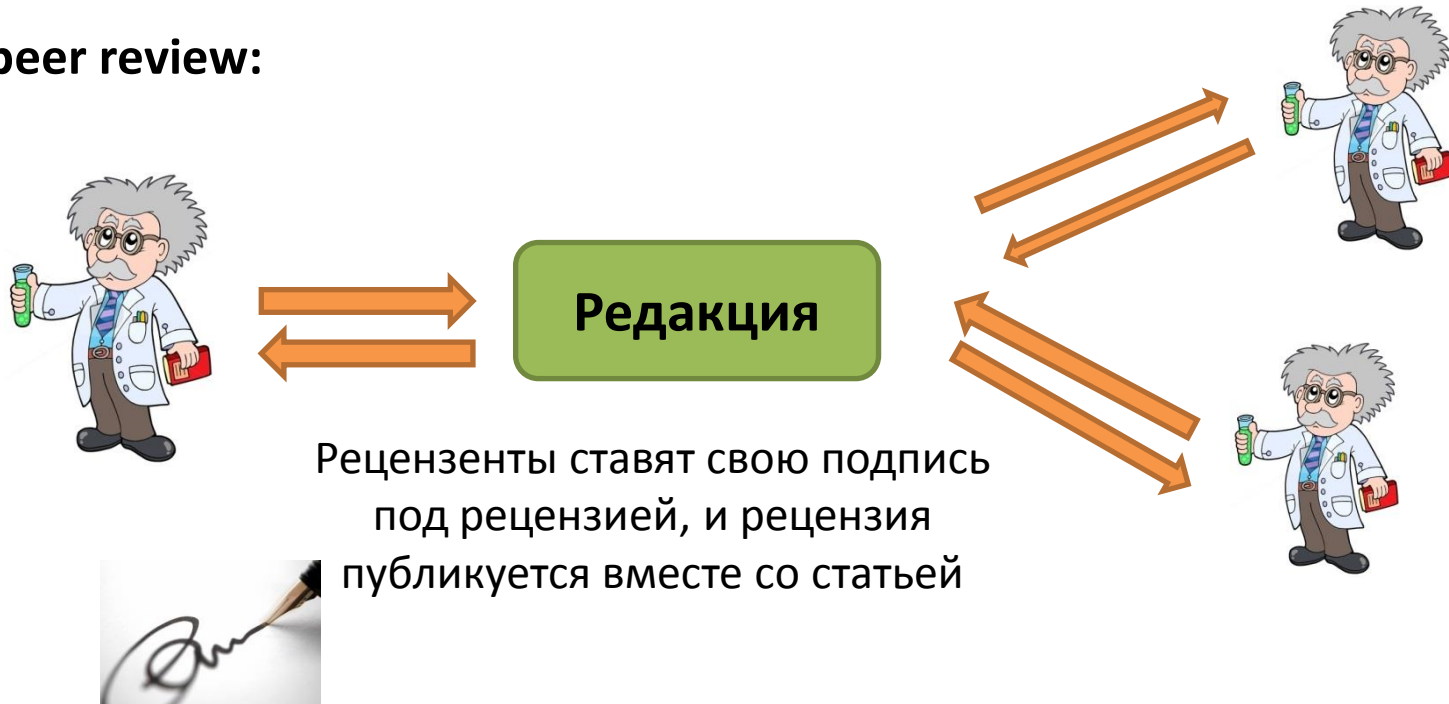 peer review:
Редакция
Рецензенты ставят свою подпись
под рецензией, и рецензия
публикуется вместе со статьей